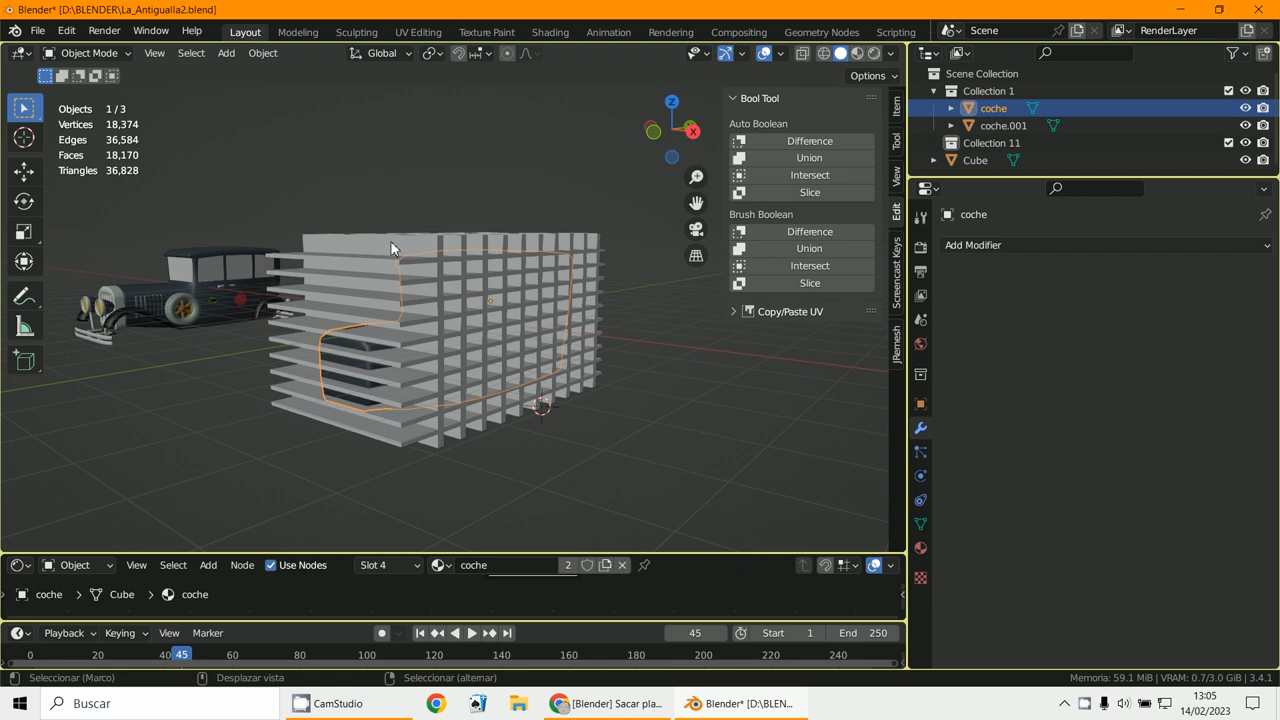 Blender* [D:\BLENDER\La_Antigualla2.blend]
File Edit Render Window Help
Layout Modeling Sculpting UV Editing Texture Paint Shading Animation Rendering Compositing Geometry Nodes Scripting
Scene
RenderLayer
Object Mode View Select Add Object
Global
Options
Objects 1 / 3
Vertices 18,374
Edges 36,584
Faces 18,170
Triangles 36,828
Z
X
Bool Tool
Auto Boolean
Difference
Union
Intersect
Slice
Brush Boolean
Difference
Union
Intersect
Slice
Copy/Paste UV
Item
Tool
View
Edit
Screencast Keys
JRemesh
Scene Collection
Collection 1
coche
coche.001
Collection 11
Cube
coche
Add Modifier
Object View Select Add Node Use Nodes Slot 4 coche 2
coche > Cube > coche
Playback Keying View Marker 45 Start 1 End 250
0 20 40 45 60 80 100 120 140 160 180 200 220 240
Seleccionar (Marco) Desplazar vista Seleccionar (alternar)
Memoria: 59.1 MiB | VRAM: 0.7/3.0 GiB | 3.4.1
Buscar
CamStudio
[Blender] Sacar pla...
Blender* [D:\BLEN...
13:05
14/02/2023